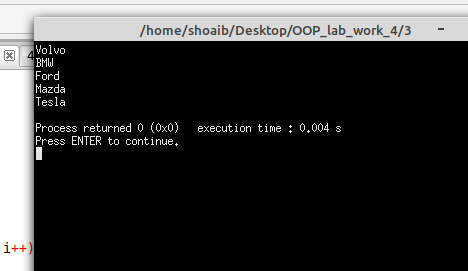 /home/shoaib/Desktop/OOP_lab_work_4/3
4
Volvo
BMW
Ford
Mazda
Tesla
Process returned 0 (0x0)   execution time : 0.004 s
Press ENTER to continue.
i++)